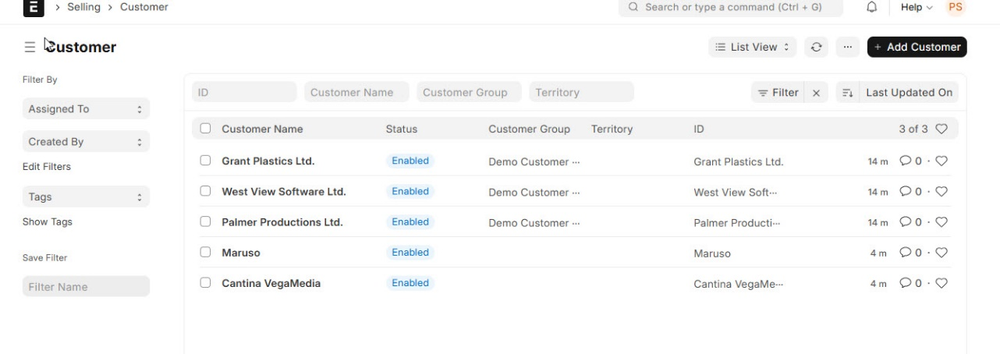 E > Selling > Customer Search or type a command (Ctrl + G) Help PS
Customer List View ··· + Add Customer
Filter By
Assigned To
Created By
Edit Filters
Tags
Show Tags
Save Filter
Filter Name
ID Customer Name Customer Group Territory Filter × Last Updated On
Customer Name Status Customer Group Territory ID 3 of 3
Grant Plastics Ltd. Enabled Demo Customer ··· Grant Plastics Ltd. 14 m 0 ·
West View Software Ltd. Enabled Demo Customer ··· West View Soft··· 14 m 0 ·
Palmer Productions Ltd. Enabled Demo Customer ··· Palmer Producti··· 14 m 0 ·
Maruso Enabled Maruso 4 m 0 ·
Cantina VegaMedia Enabled Cantina VegaMe··· 4 m 0 ·